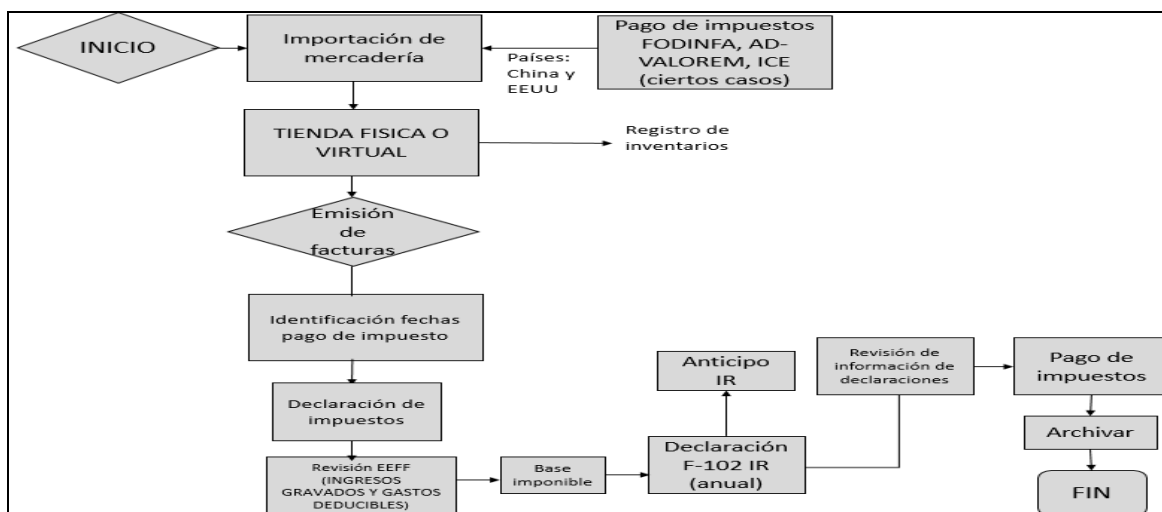 INICIO
Importación de
mercadería
Países:
China y
EEUU
Pago de impuestos
FODINFA, AD-
VALOREM, ICE
(ciertos casos)
TIENDA FISICA O
VIRTUAL
Registro de
inventarios
Emisión
de
facturas
Identificación fechas
pago de impuesto
Declaración de
impuestos
Revisión EEFF
(INGRESOS
GRAVADOS Y GASTOS
DEDUCIBLES)
Base
imponible
Declaración
F-102 IR
(anual)
Anticipo
IR
Revisión de
información de
declaraciones
Pago de
impuestos
Archivar
FIN